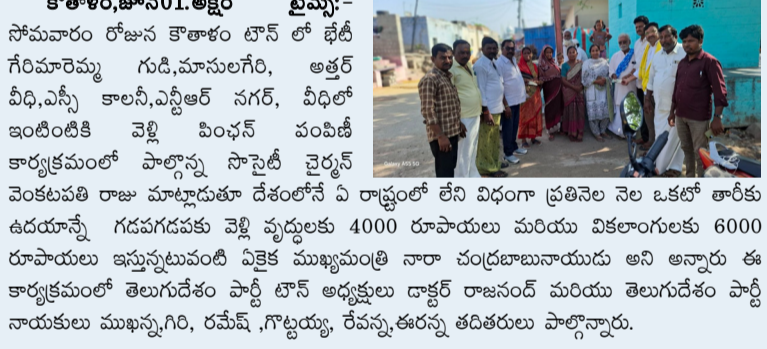 కౌతాళం,జూన్01.అక్షర టైమ్స్:-
సోమవారం రోజున కౌతాళం టౌన్ లో భేటీ
గేరిమారెమ్మ గుడి,మాసులగేరి, అత్తర్
వీధి,ఎస్సీ కాలనీ,ఎన్టీఆర్ నగర్, వీధిలో
ఇంటింటికి వెళ్లి పింఛన్ పంపిణీ
కార్యక్రమంలో పాల్గొన్న సొసైటీ చైర్మన్
వెంకటపతి రాజు మాట్లాడుతూ దేశంలోనే ఏ రాష్ట్రంలో లేని విధంగా ప్రతినెల నెల ఒకటో తారీకు
ఉదయాన్నే గడపగడపకు వెళ్లి వృద్ధులకు 4000 రూపాయలు మరియు వికలాంగులకు 6000
రూపాయలు ఇస్తున్నటువంటి ఏకైక ముఖ్యమంత్రి నారా చంద్రబాబునాయుడు అని అన్నారు ఈ
కార్యక్రమంలో తెలుగుదేశం పార్టీ టౌన్ అధ్యక్షులు డాక్టర్ రాజనంద్ మరియు తెలుగుదేశం పార్టీ
నాయకులు ముఖన్న,గిరి, రమేష్ ,గొట్టయ్య, రేవన్న,ఈరన్న తదితరులు పాల్గొన్నారు.